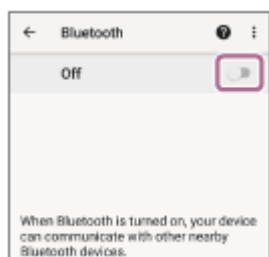 Bluetooth
Off
When Bluetooth is turned on, your device
can communicate with other nearby
Bluetooth devices.